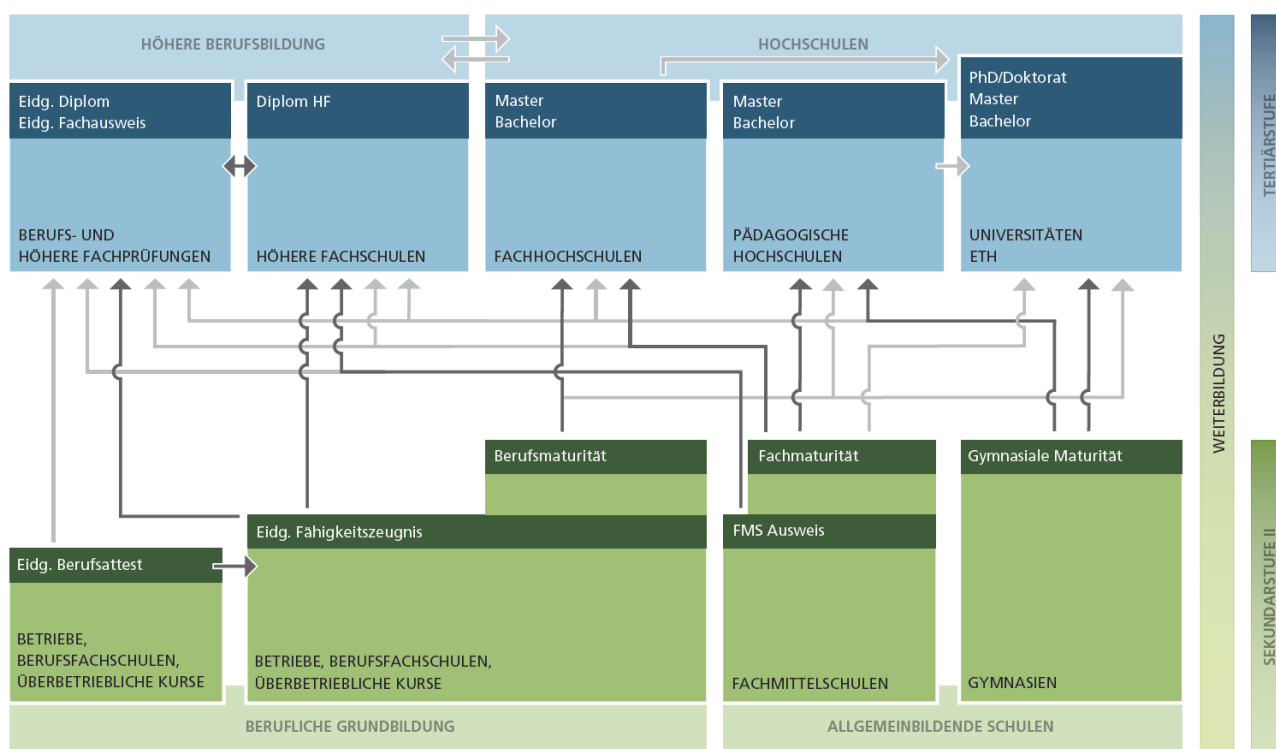 HÖHERE BERUFSBILDUNG
HOCHSCHULEN
Eidg. Diplom
Eidg. Fachausweis
Diplom HF
Master
Bachelor
Master
Bachelor
PhD/Doktorat
Master
Bachelor
BERUFS- UND
HÖHERE FACHPRÜFUNGEN
HÖHERE FACHSCHULEN
FACHHOCHSCHULEN
PÄDAGOGISCHE
HOCHSCHULEN
UNIVERSITÄTEN
ETH
TERTIÄRSTUFE
WEITERBILDUNG
Berufsmaturität
Fachmaturität
Gymnasiale Maturität
Eidg. Fähigkeitszeugnis
FMS Ausweis
Eidg. Berufsattest
BETRIEBE,
BERUFSFACHSCHULEN,
ÜBERBETRIEBLICHE KURSE
BETRIEBE, BERUFSFACHSCHULEN,
ÜBERBETRIEBLICHE KURSE
FACHMITTELSCHULEN
GYMNASIEN
SEKUNDARSTUFE II
BERUFLICHE GRUNDBILDUNG
ALLGEMEINBILDENDE SCHULEN